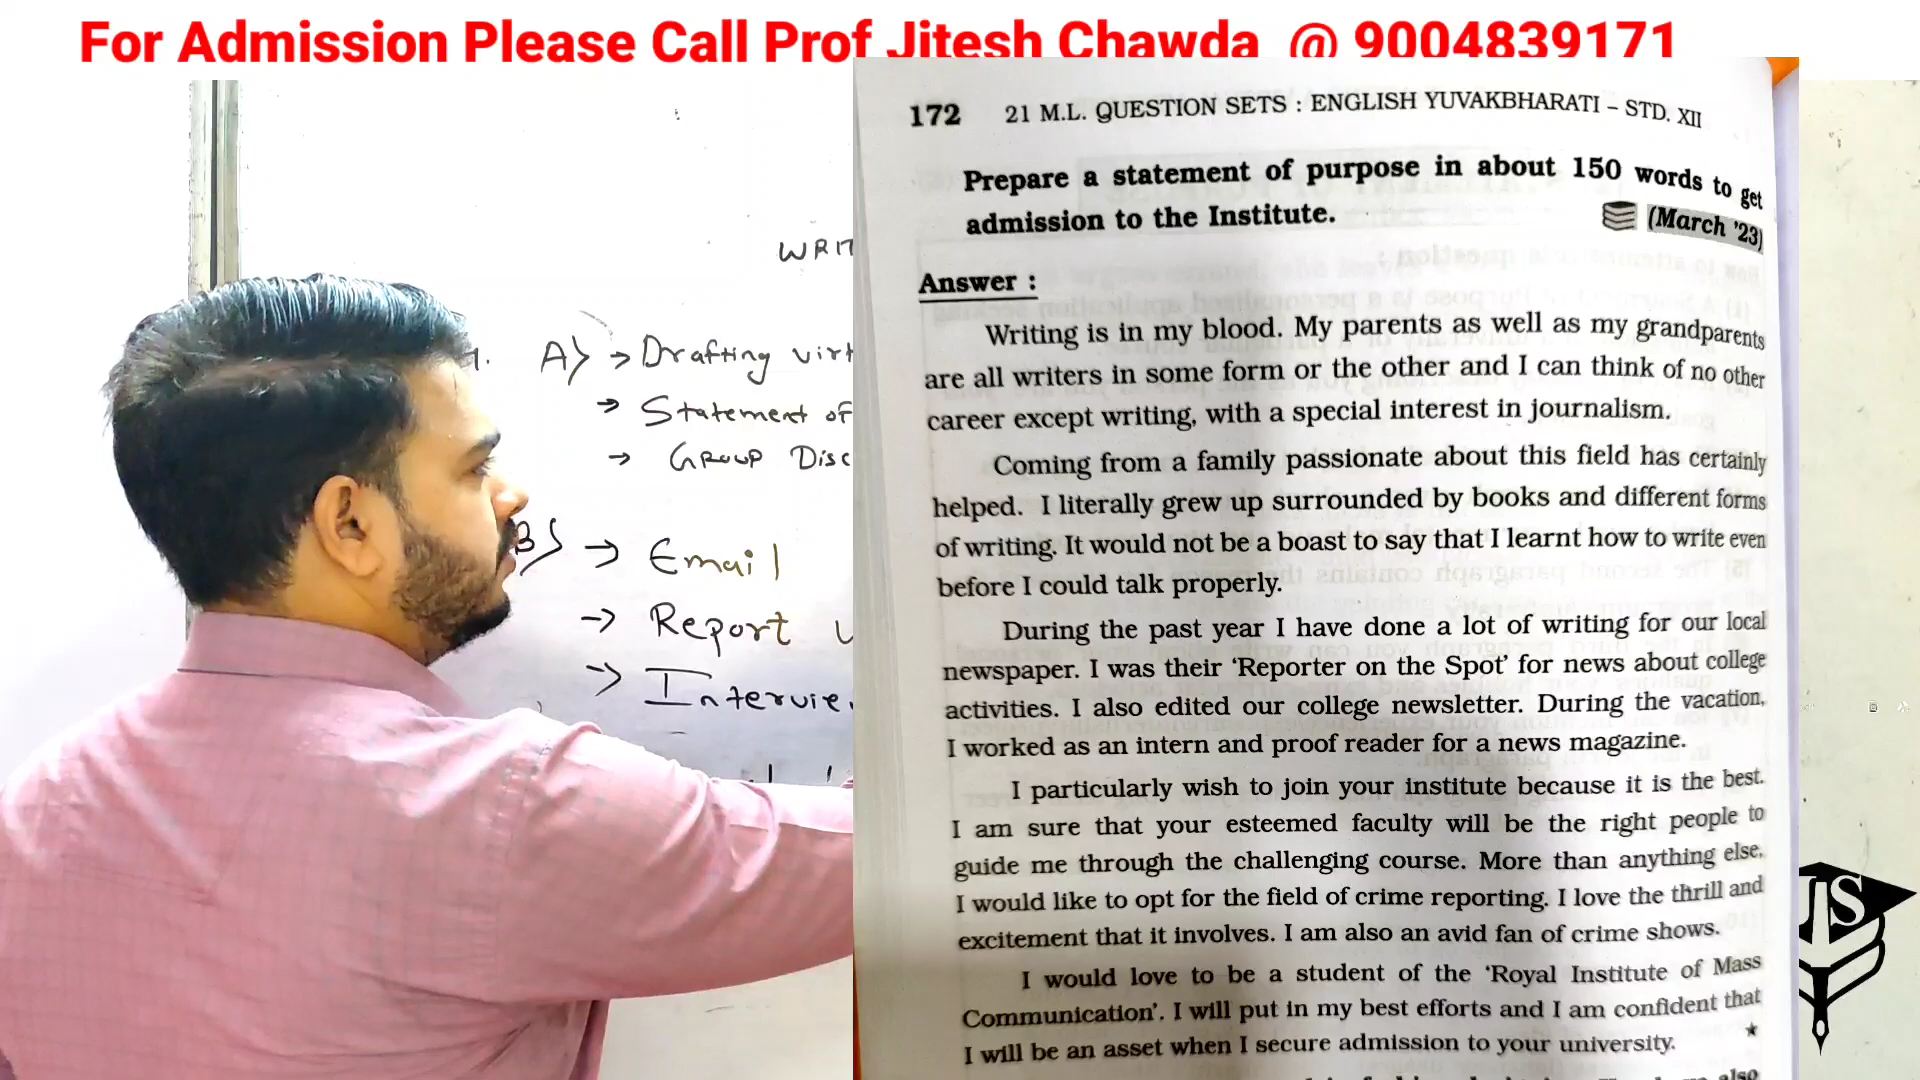 For Admission Please Call Prof Jitesh Chawda @ 9004839171
WRIT
1. A) → Drafting virt
→ Statement of
→ GROUP Disc
B) → Email
→ Report
→ Intervie
172 21 M.L. QUESTION SETS : ENGLISH YUVAKBHARATI – STD. XII
Prepare a statement of purpose in about 150 words to get
admission to the Institute.
(March '23)
Answer :
Writing is in my blood. My parents as well as my grandparents
are all writers in some form or the other and I can think of no other
career except writing, with a special interest in journalism.
Coming from a family passionate about this field has certainly
helped. I literally grew up surrounded by books and different forms
of writing. It would not be a boast to say that I learnt how to write even
before I could talk properly.
During the past year I have done a lot of writing for our local
newspaper. I was their 'Reporter on the Spot' for news about college
activities. I also edited our college newsletter. During the vacation,
I worked as an intern and proof reader for a news magazine.
I particularly wish to join your institute because it is the best.
I am sure that your esteemed faculty will be the right people to
guide me through the challenging course. More than anything else,
I would like to opt for the field of crime reporting. I love the thrill and
excitement that it involves. I am also an avid fan of crime shows.
I would love to be a student of the 'Royal Institute of Mass
Communication'. I will put in my best efforts and I am confident that
I will be an asset when I secure admission to your university. ★
also
JS